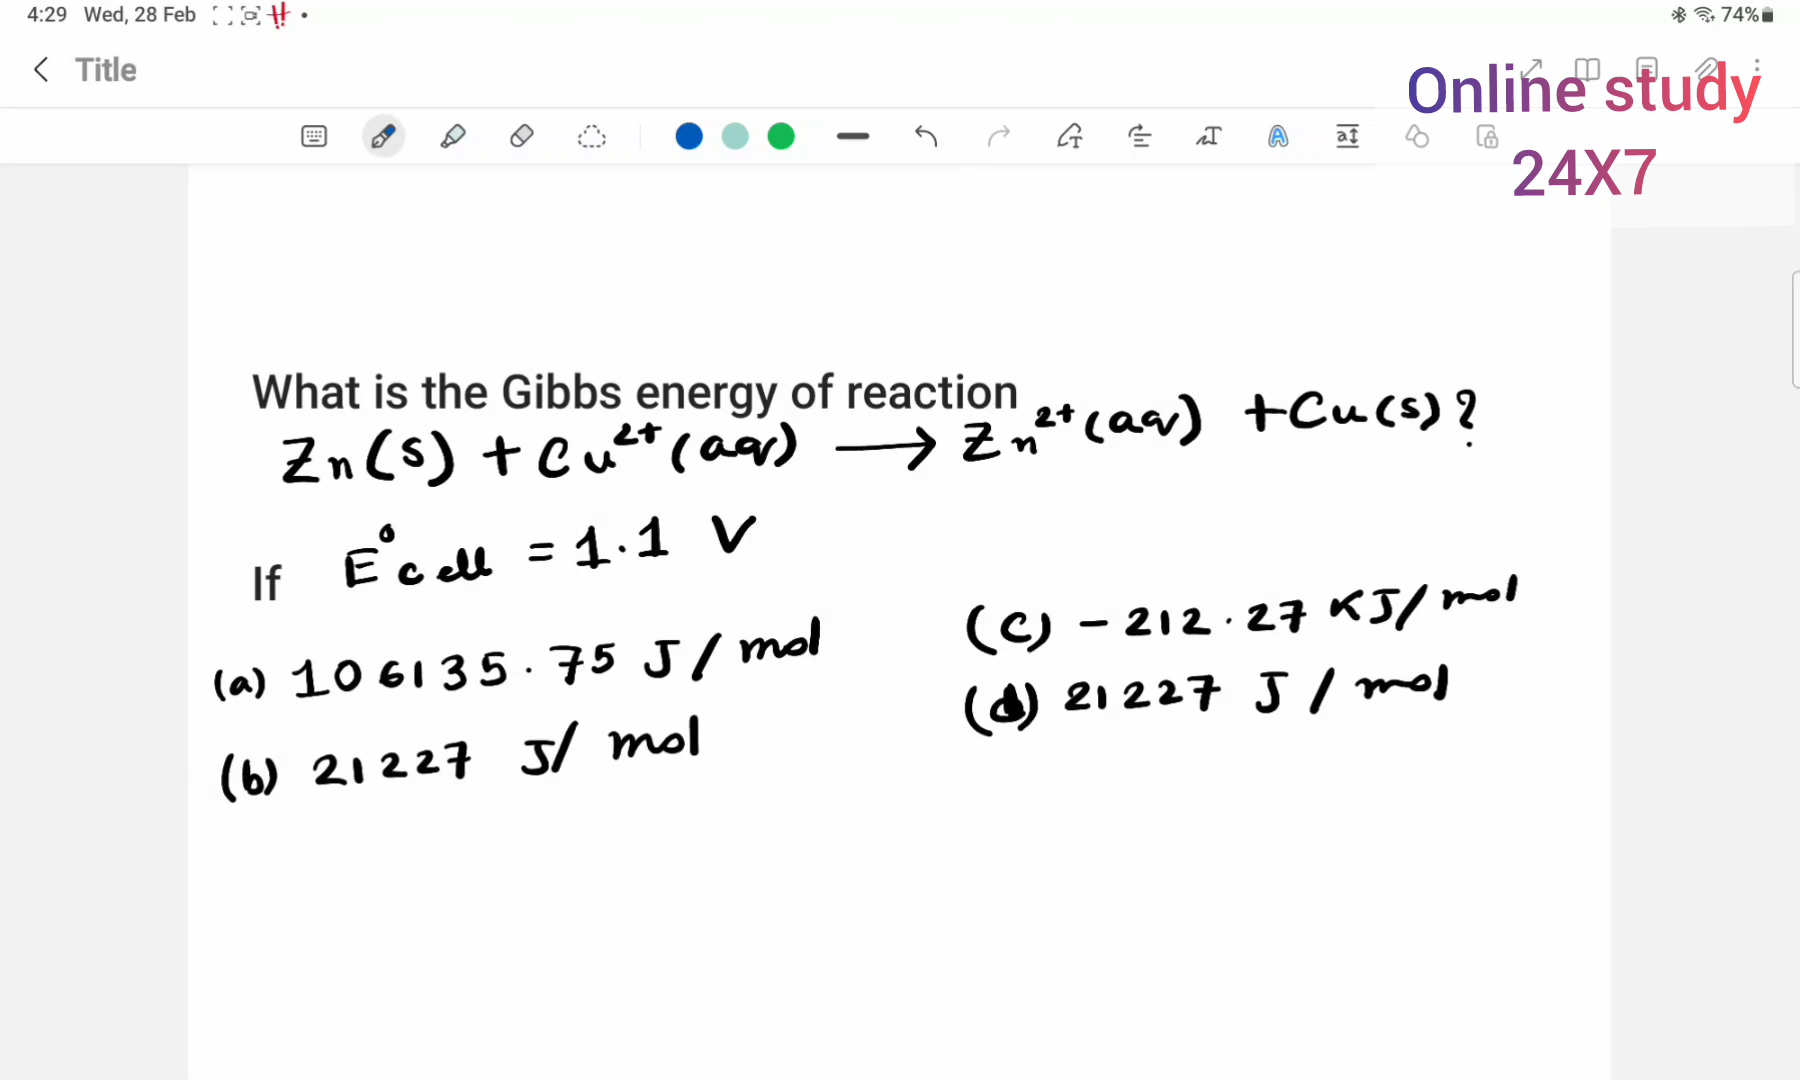 4:29 Wed, 28 Feb
74%
Title
Online study
24X7
What is the Gibbs energy of reaction
Zn(s) + Cu²⁺(aq) ⟶ Zn²⁺(aq) + Cu(s)?
If E°cell = 1.1 V
(a) 106135.75 J/mol
(b) 21227 J/mol
(C) -212.27 KJ/mol
(d) 21227 J/mol